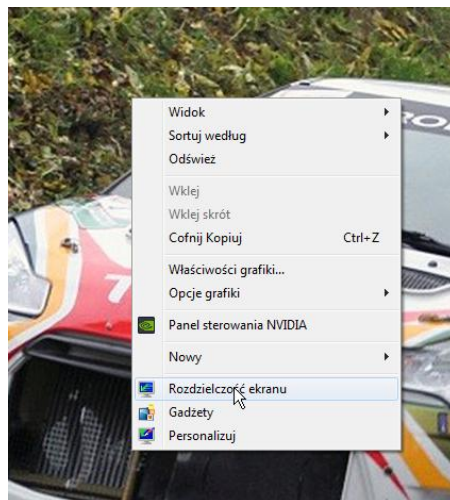 Widok
Sortuj według
Odśwież
Wklej
Wklej skrót
Cofnij Kopiuj Ctrl+Z
Właściwości grafiki...
Opcje grafiki
Panel sterowania NVIDIA
Nowy
Rozdzielczość ekranu
Gadżety
Personalizuj